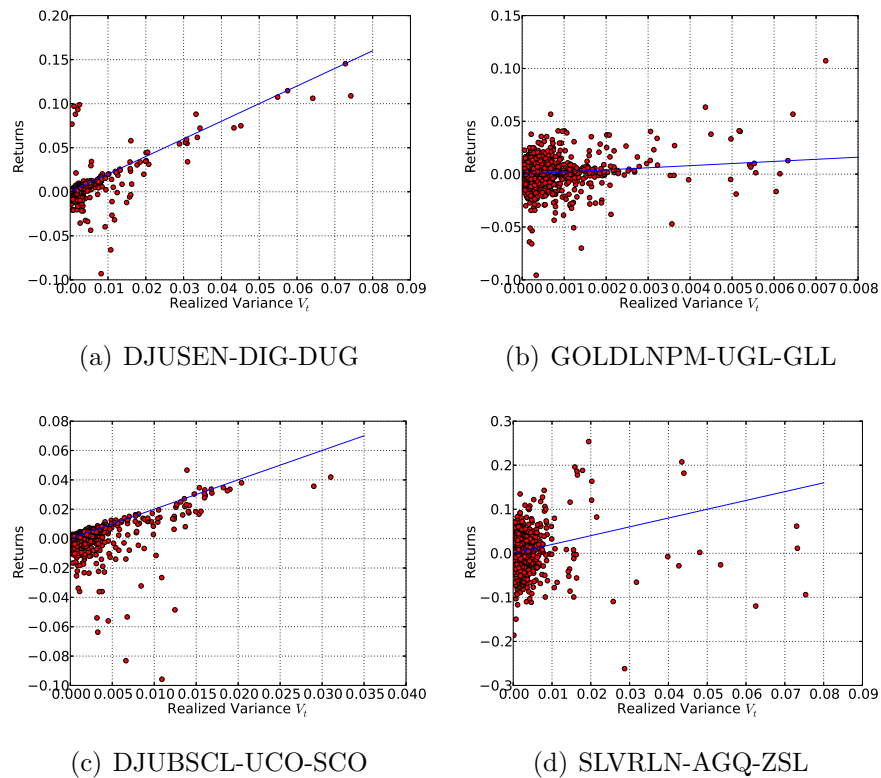 0.20
0.15
0.10
0.05
0.00
−0.05
−0.10
Returns
0.00 0.01 0.02 0.03 0.04 0.05 0.06 0.07 0.08 0.09
Realized Variance V_t
(a) DJUSEN-DIG-DUG
0.15
0.10
0.05
0.00
−0.05
−0.10
Returns
0.000 0.001 0.002 0.003 0.004 0.005 0.006 0.007 0.008
Realized Variance V_t
(b) GOLDLNPM-UGL-GLL
0.08
0.06
0.04
0.02
0.00
−0.02
−0.04
−0.06
−0.08
−0.10
Returns
0.000 0.005 0.010 0.015 0.020 0.025 0.030 0.035 0.040
Realized Variance V_t
(c) DJUBSCL-UCO-SCO
0.3
0.2
0.1
0.0
−0.1
−0.2
−0.3
Returns
0.00 0.01 0.02 0.03 0.04 0.05 0.06 0.07 0.08 0.09
Realized Variance V_t
(d) SLVRLN-AGQ-ZSL